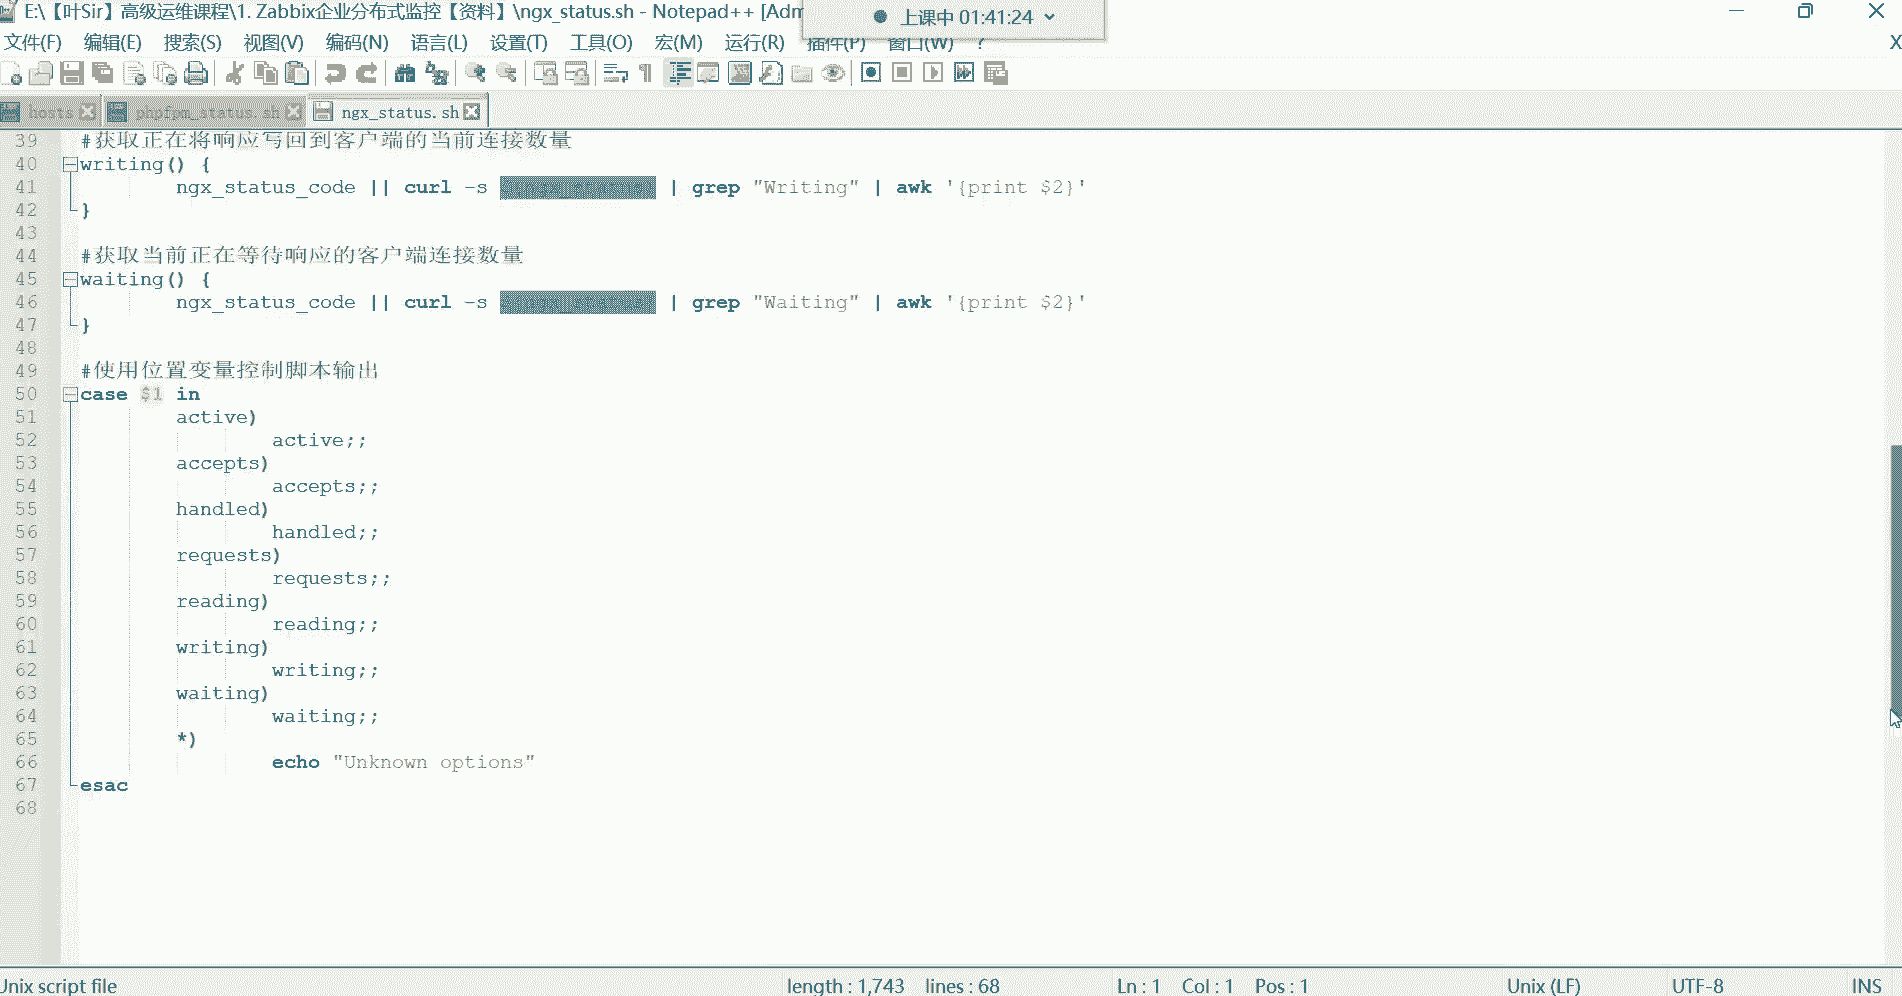 E:\【叶Sir】高级运维课程\1. Zabbix企业分布式监控【资料】\ngx_status.sh - Notepad++ [Adm
上课中 01:41:24
文件(F) 编辑(E) 搜索(S) 视图(V) 编码(N) 语言(L) 设置(T) 工具(O) 宏(M) 运行(R) 插件(P) 窗口(W) ? X
hosts phpfpm_status.sh ngx_status.sh
39 #获取正在将响应写回到客户端的当前连接数量
40 writing() {
41 ngx_status_code || curl -s | grep "Writing" | awk '{print $2}'
42 }
43
44 #获取当前正在等待响应的客户端连接数量
45 waiting() {
46 ngx_status_code || curl -s | grep "Waiting" | awk '{print $2}'
47 }
48
49 #使用位置变量控制脚本输出
50 case $1 in
51 active)
52 active;;
53 accepts)
54 accepts;;
55 handled)
56 handled;;
57 requests)
58 requests;;
59 reading)
60 reading;;
61 writing)
62 writing;;
63 waiting)
64 waiting;;
65 *)
66 echo "Unknown options"
67 esac
68
Unix script file length : 1,743 lines : 68 Ln : 1 Col : 1 Pos : 1 Unix (LF) UTF-8 INS